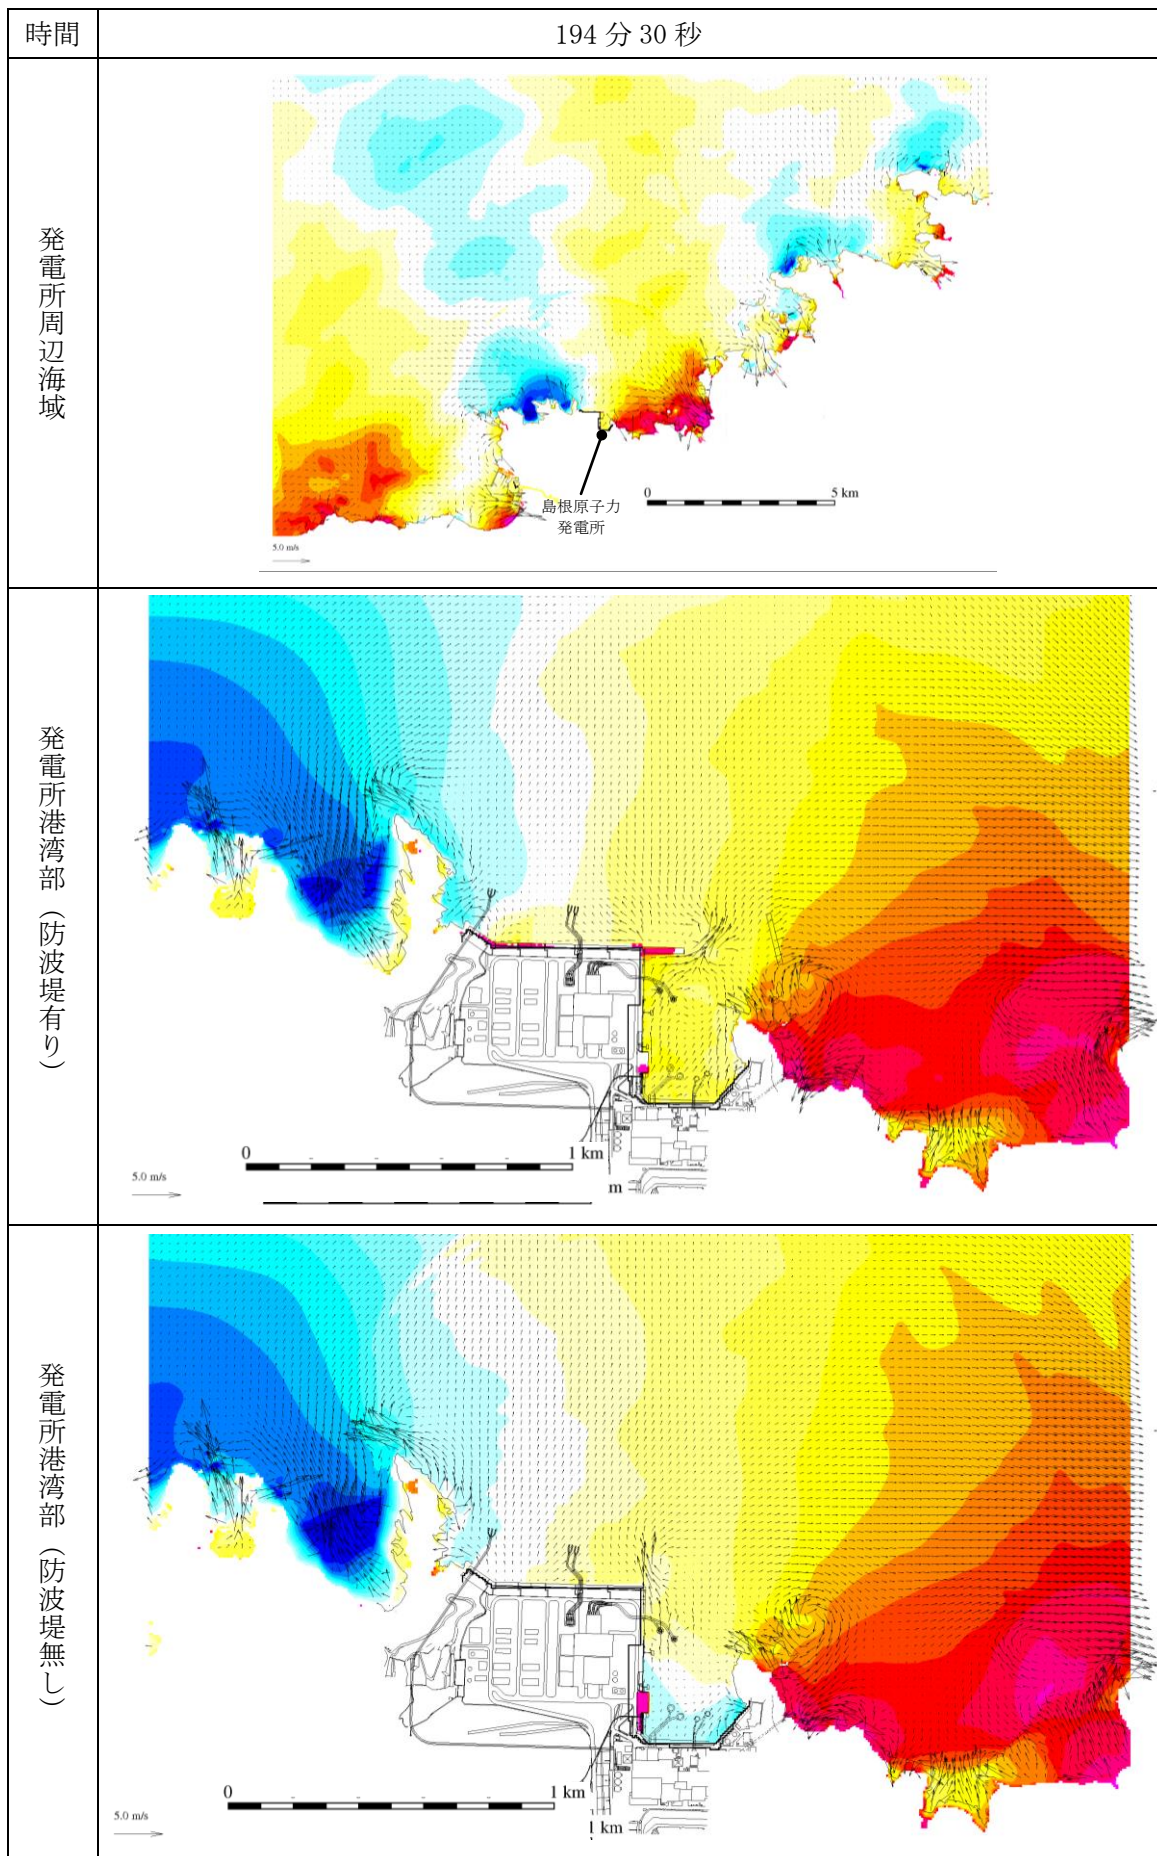 時間
194 分 30 秒
発電所周辺海域
島根原子力
発電所
0
5 km
5.0 m/s
発電所港湾部（防波堤有り）
0
1 km
5.0 m/s
m
発電所港湾部（防波堤無し）
0
1 km
5.0 m/s
1 km